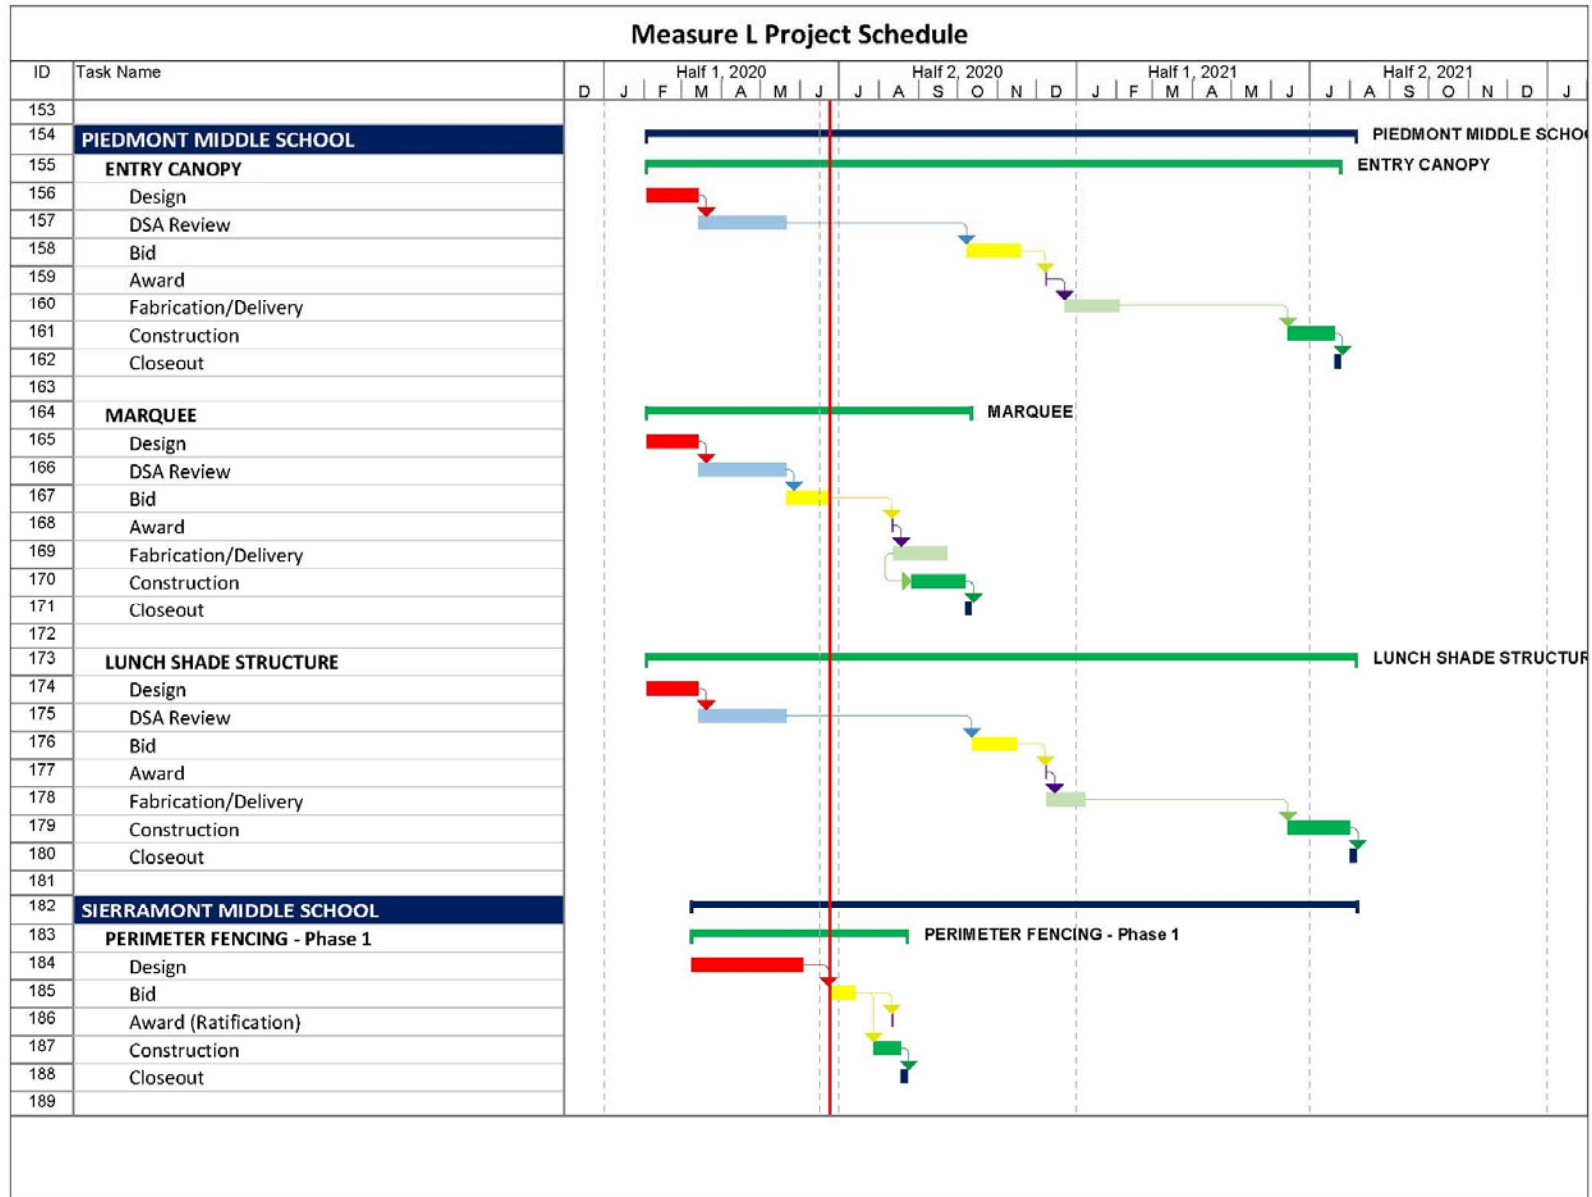 Measure L Project Schedule
ID Task Name Half 1, 2020 Half 2, 2020 Half 1, 2021 Half 2, 2021
D J F M A M J J A S O N D J F M A M J J A S O N D J
153
154 PIEDMONT MIDDLE SCHOOL PIEDMONT MIDDLE SCHO
155 ENTRY CANOPY ENTRY CANOPY
156 Design
157 DSA Review
158 Bid
159 Award
160 Fabrication/Delivery
161 Construction
162 Closeout
163
164 MARQUEE MARQUEE
165 Design
166 DSA Review
167 Bid
168 Award
169 Fabrication/Delivery
170 Construction
171 Closeout
172
173 LUNCH SHADE STRUCTURE LUNCH SHADE STRUCTUR
174 Design
175 DSA Review
176 Bid
177 Award
178 Fabrication/Delivery
179 Construction
180 Closeout
181
182 SIERRAMONT MIDDLE SCHOOL
183 PERIMETER FENCING - Phase 1 PERIMETER FENCING - Phase 1
184 Design
185 Bid
186 Award (Ratification)
187 Construction
188 Closeout
189